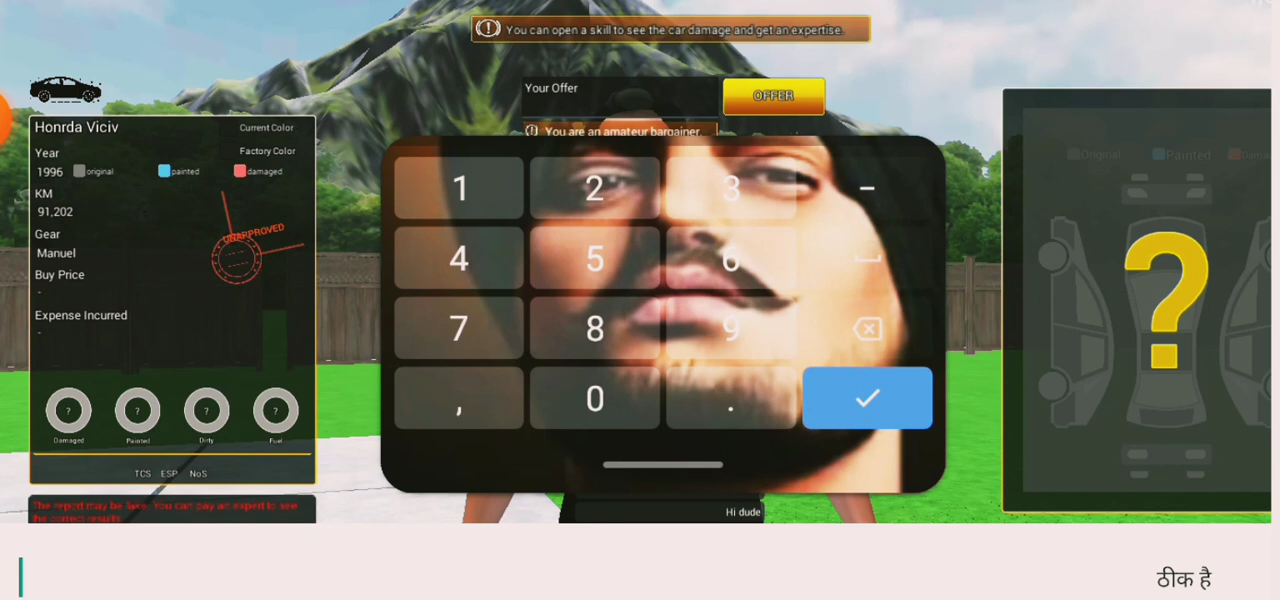 You can open a skill to see the car damage and get an expertise.
Your Offer
OFFER
You are an amateur bargainer
Honrda Viciv
Current Color
Year
Factory Color
1996
original
painted
damaged
KM
91,202
UNARPROVED
Gear
Manuel
Buy Price
-
Expense Incurred
-
? ? ? ?
Damaged Painted Dirty Fuel
TCS ESP NoS
The report may be fake. You can pay an expert to see
the correct results
1 2 3 -
4 5 6
7 8 9
, 0 .
Original Painted
?
Hi dude
ठीक है